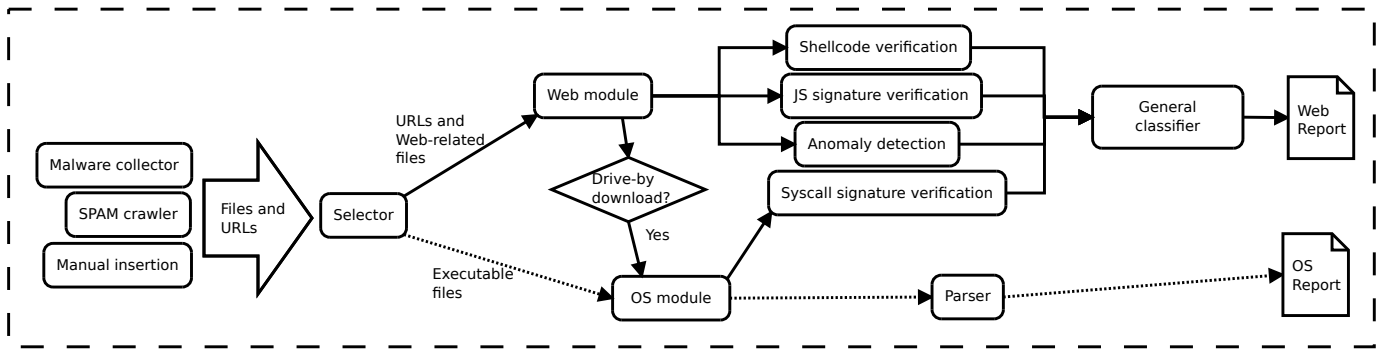 Malware collector
SPAM crawler
Manual insertion
Files and
URLs
Selector
URLs and
Web-related
files
Executable
files
Web module
Drive-by
download?
Yes
OS module
Shellcode verification
JS signature verification
Anomaly detection
Syscall signature verification
General
classifier
Web
Report
Parser
OS
Report